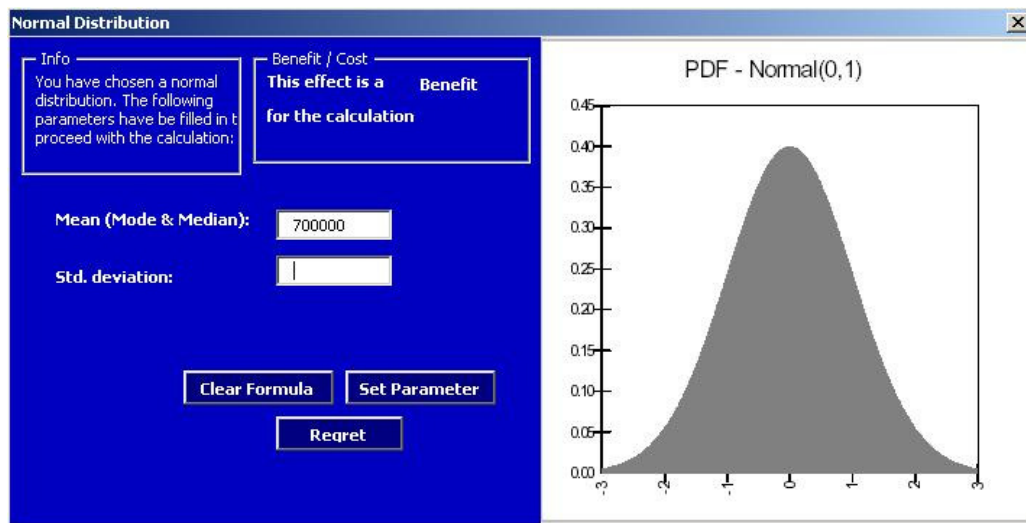 Normal Distribution
Info
You have chosen a normal
distribution. The following
parameters have be filled in t
proceed with the calculation:
Benefit / Cost
This effect is a Benefit
for the calculation
Mean (Mode & Median): 700000
Std. deviation:
Clear Formula Set Parameter
Regret
PDF - Normal(0,1)
0.45
0.40
0.35
0.30
0.25
0.20
0.15
0.10
0.05
0.00
-3 -2 -1 0 1 2 3